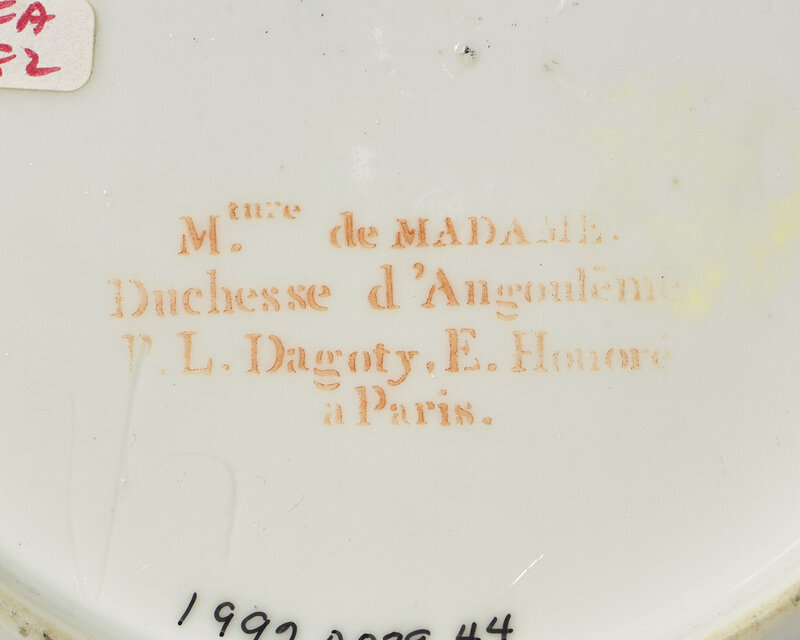 M.ture de MADAME.
Duchesse d'Angoulême
P. L. Dagoty. E. Honoré
a Paris.